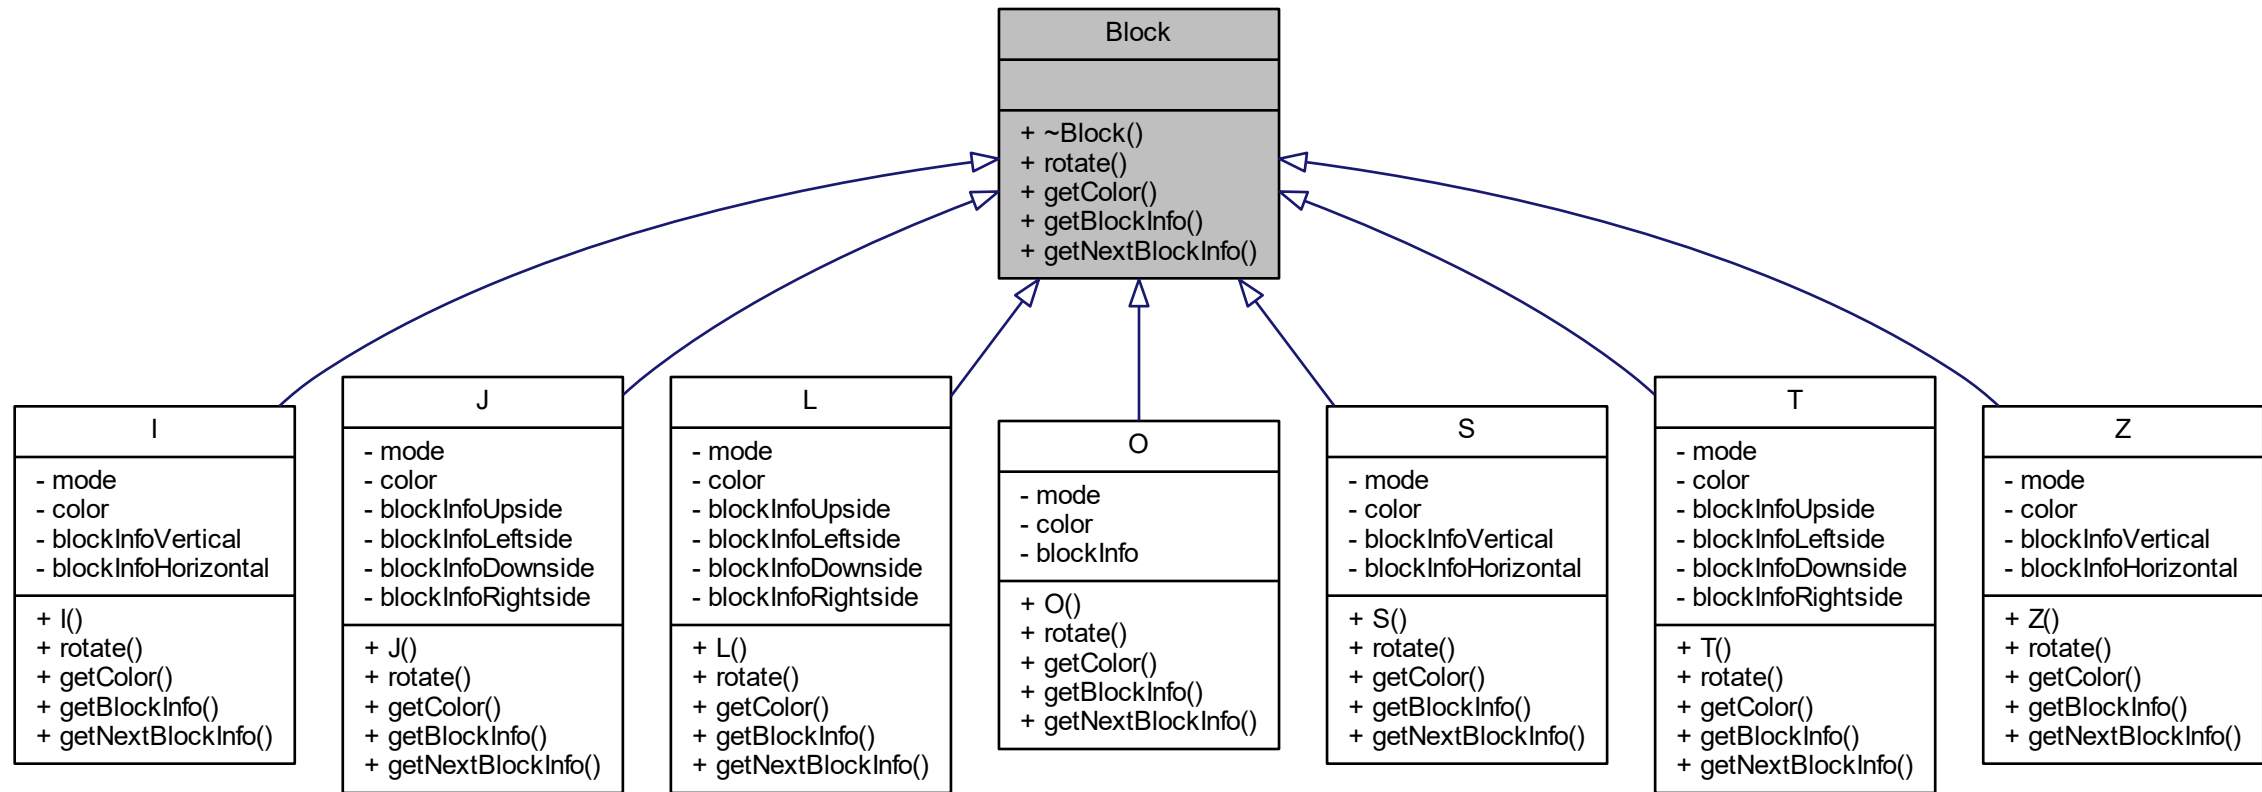 Block
+ ~Block()
+ rotate()
+ getColor()
+ getBlockInfo()
+ getNextBlockInfo()
I
- mode
- color
- blockInfoVertical
- blockInfoHorizontal
+ I()
+ rotate()
+ getColor()
+ getBlockInfo()
+ getNextBlockInfo()
J
- mode
- color
- blockInfoUpside
- blockInfoLeftside
- blockInfoDownside
- blockInfoRightside
+ J()
+ rotate()
+ getColor()
+ getBlockInfo()
+ getNextBlockInfo()
L
- mode
- color
- blockInfoUpside
- blockInfoLeftside
- blockInfoDownside
- blockInfoRightside
+ L()
+ rotate()
+ getColor()
+ getBlockInfo()
+ getNextBlockInfo()
O
- mode
- color
- blockInfo
+ O()
+ rotate()
+ getColor()
+ getBlockInfo()
+ getNextBlockInfo()
S
- mode
- color
- blockInfoVertical
- blockInfoHorizontal
+ S()
+ rotate()
+ getColor()
+ getBlockInfo()
+ getNextBlockInfo()
T
- mode
- color
- blockInfoUpside
- blockInfoLeftside
- blockInfoDownside
- blockInfoRightside
+ T()
+ rotate()
+ getColor()
+ getBlockInfo()
+ getNextBlockInfo()
Z
- mode
- color
- blockInfoVertical
- blockInfoHorizontal
+ Z()
+ rotate()
+ getColor()
+ getBlockInfo()
+ getNextBlockInfo()